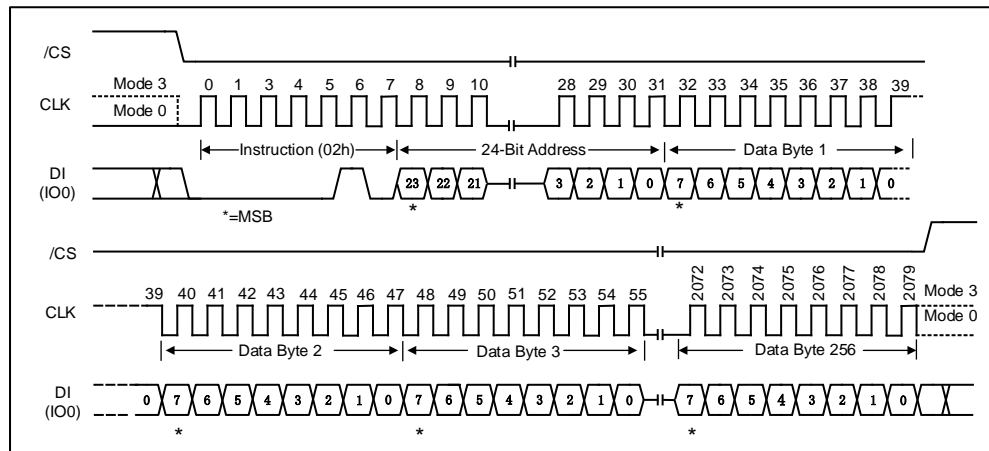 /CS
0 1 3 4 5 6 7 8 9 10 28 29 30 31 32 33 34 35 36 37 38 39
Mode 3
CLK
Mode 0
Instruction (02h) 24-Bit Address Data Byte 1
DI
(IO0)
23 22 21 3 2 1 0 7 6 5 4 3 2 1 0
* *
*=MSB
/CS
39 40 41 42 43 44 45 46 47 48 49 50 51 52 53 54 55 2072 2073 2074 2075 2076 2077 2078 2079
Mode 3
CLK
Mode 0
Data Byte 2 Data Byte 3 Data Byte 256
DI
(IO0)
0 7 6 5 4 3 2 1 0 7 6 5 4 3 2 1 0 7 6 5 4 3 2 1 0
* * *